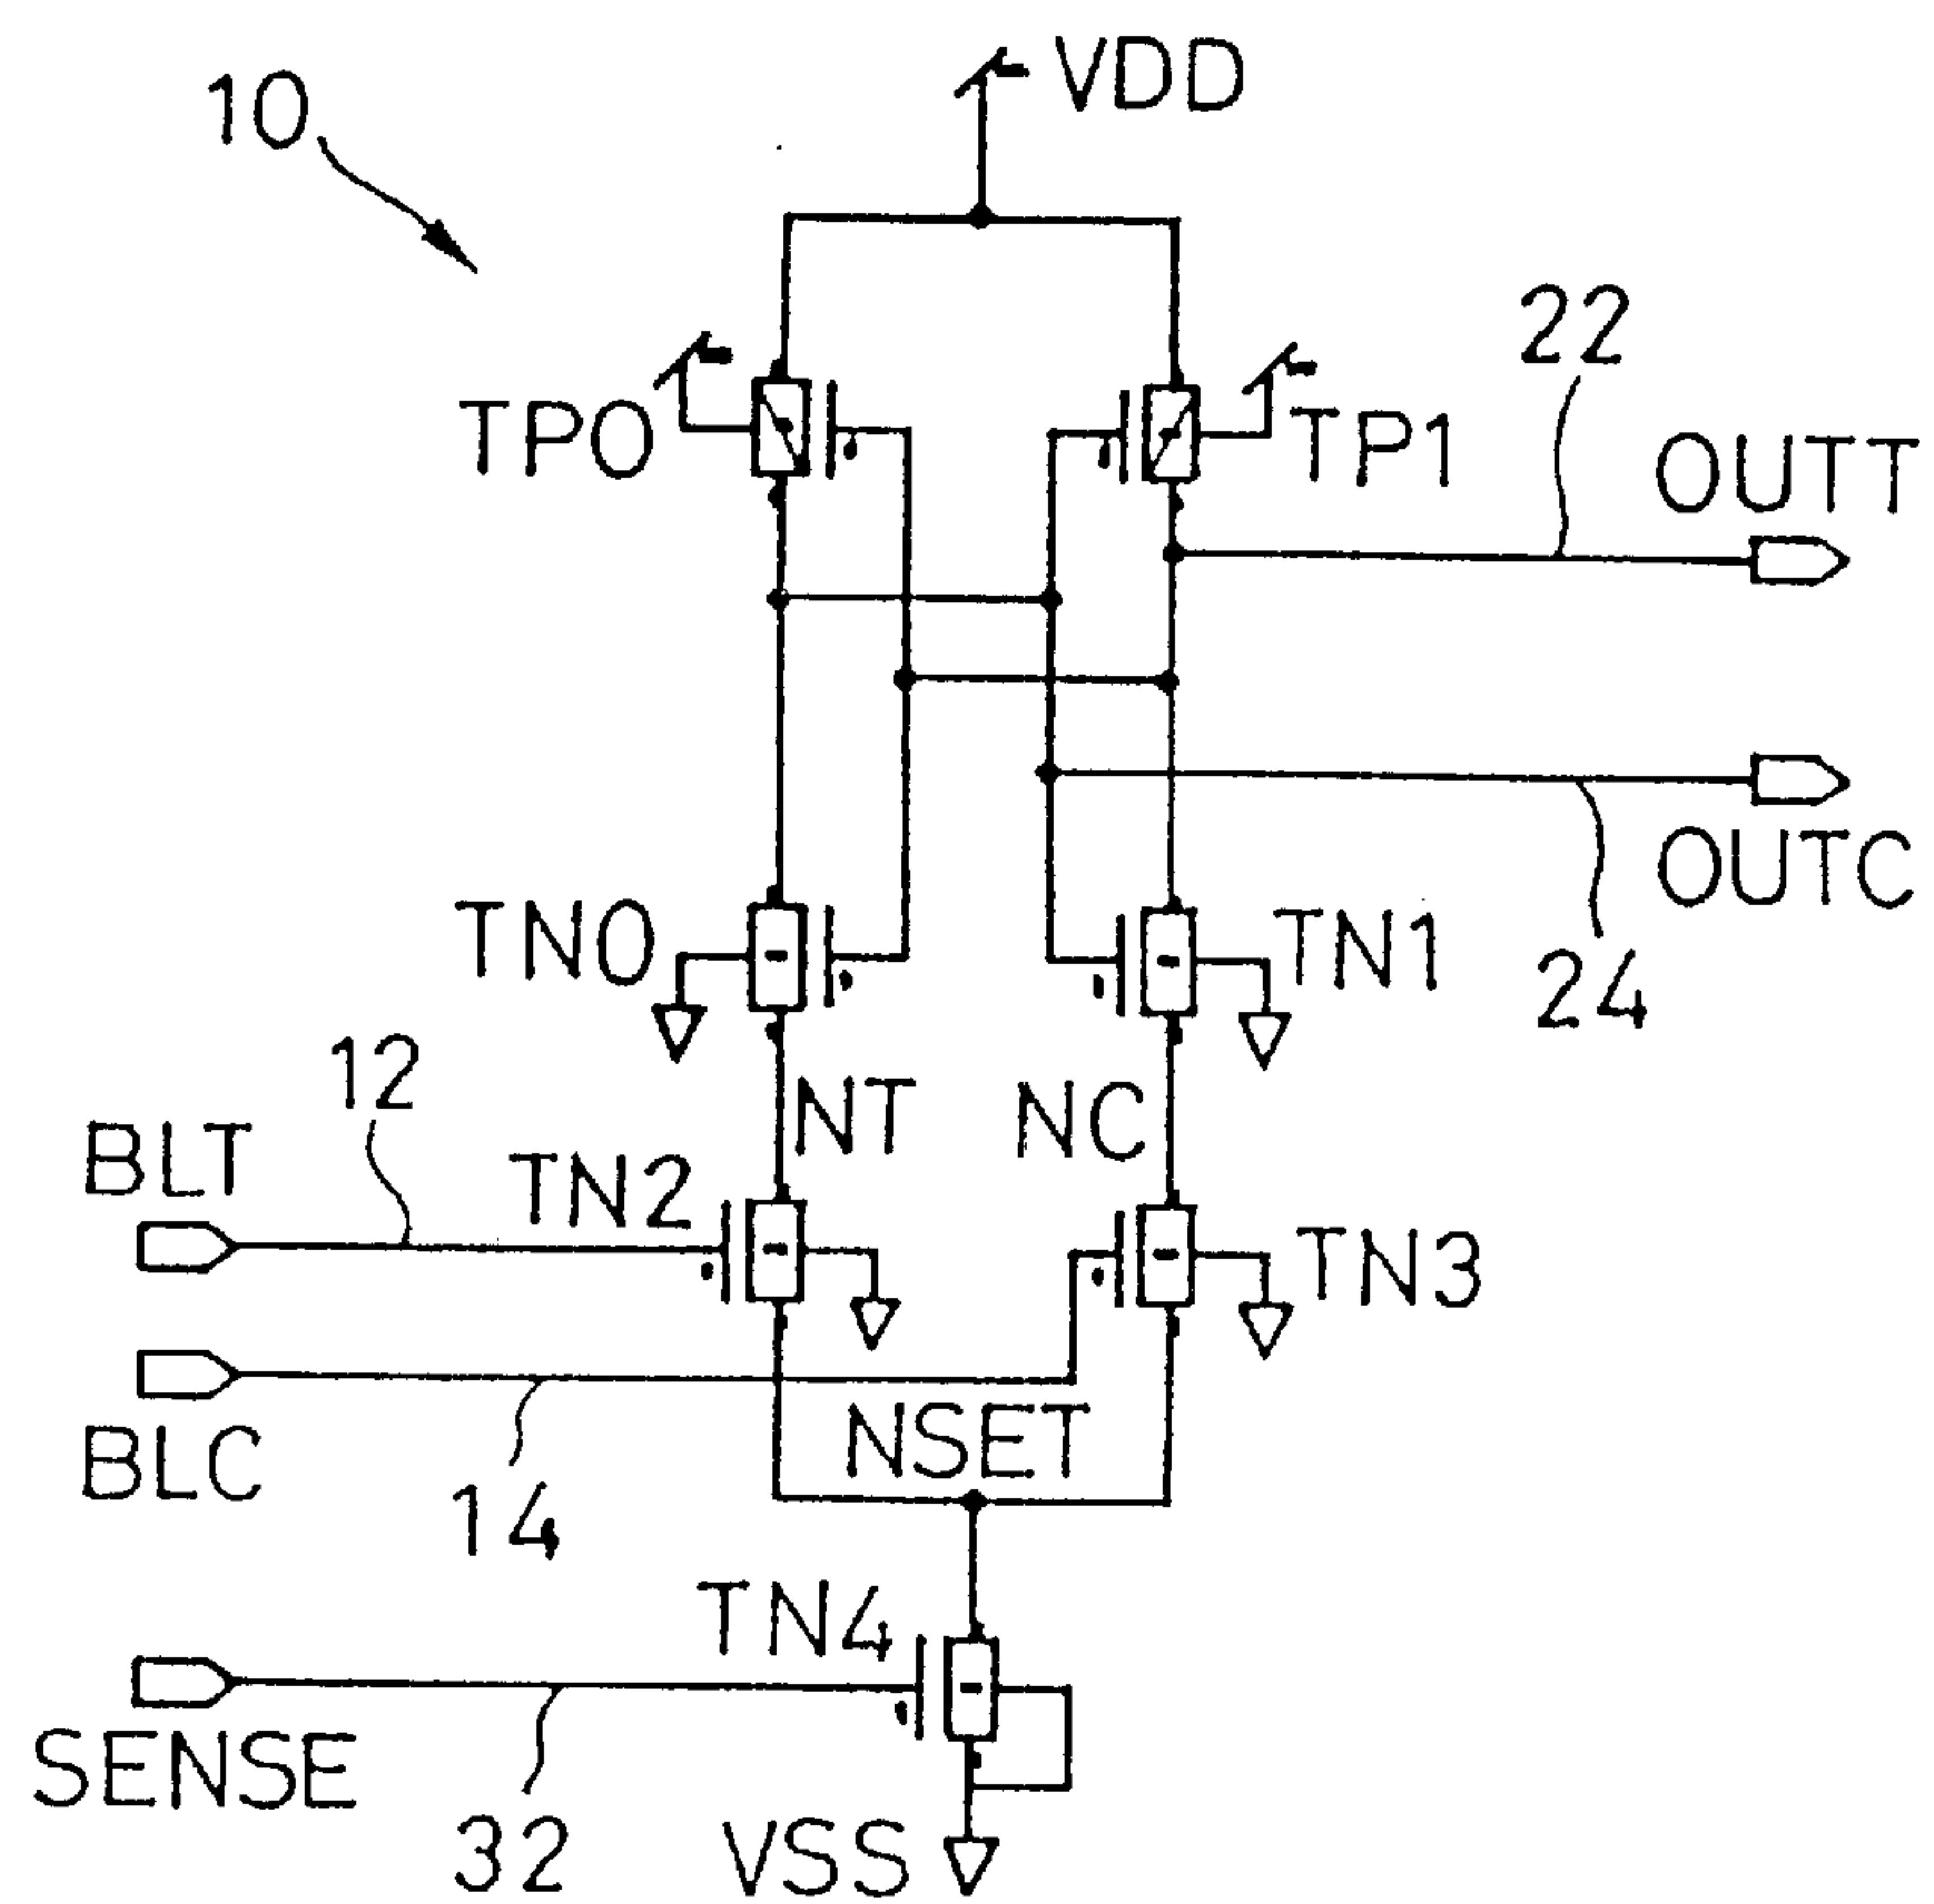 VDD
10
22
TP0
TP1
OUTT
TN0
TN1
OUTC
24
12
NT
NC
BLT
TN2
TN3
NSET
BLC
14
TN4
SENSE
32
VSS